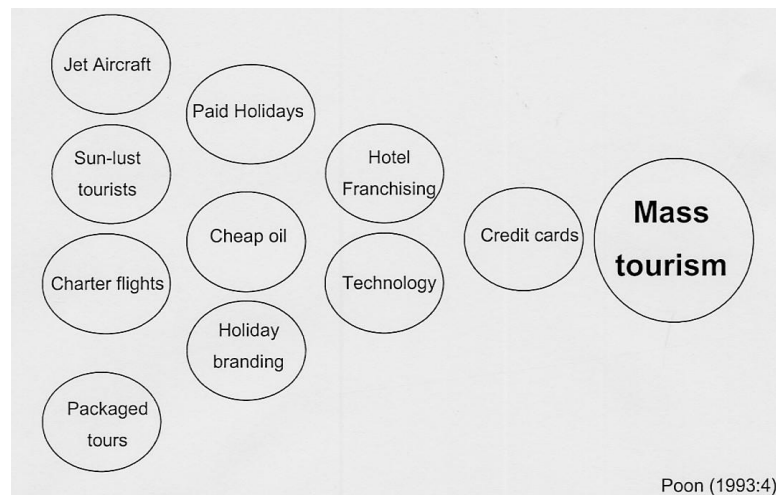 Jet Aircraft
Sun-lust
tourists
Charter flights
Packaged
tours
Paid Holidays
Cheap oil
Holiday
branding
Hotel
Franchising
Technology
Credit cards
Mass
tourism
Poon (1993:4)